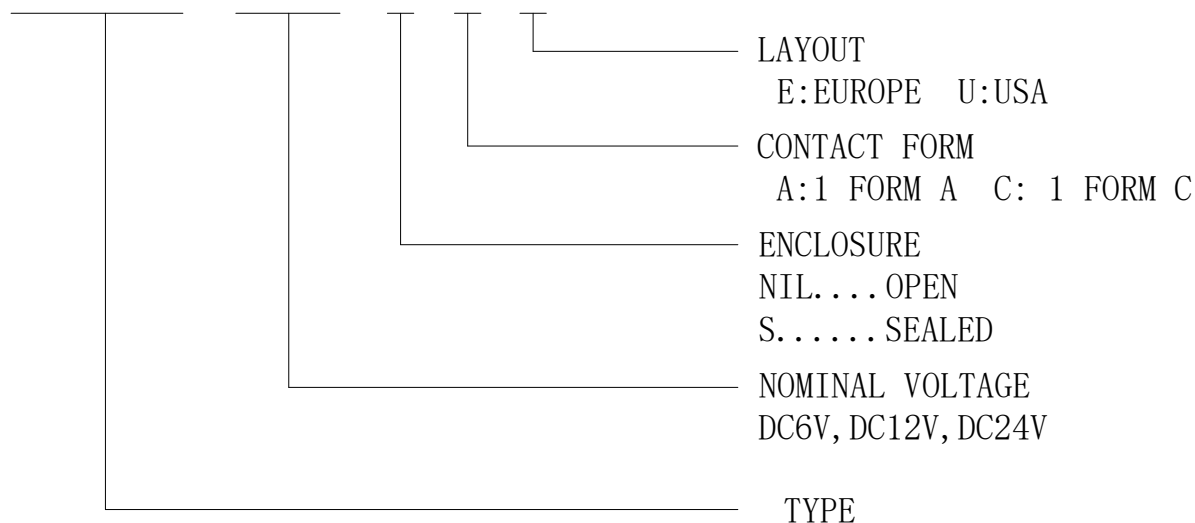 LAYOUT
E:EUROPE  U:USA
CONTACT FORM
A:1 FORM A  C: 1 FORM C
ENCLOSURE
NIL....OPEN
S......SEALED
NOMINAL VOLTAGE
DC6V,DC12V,DC24V
TYPE